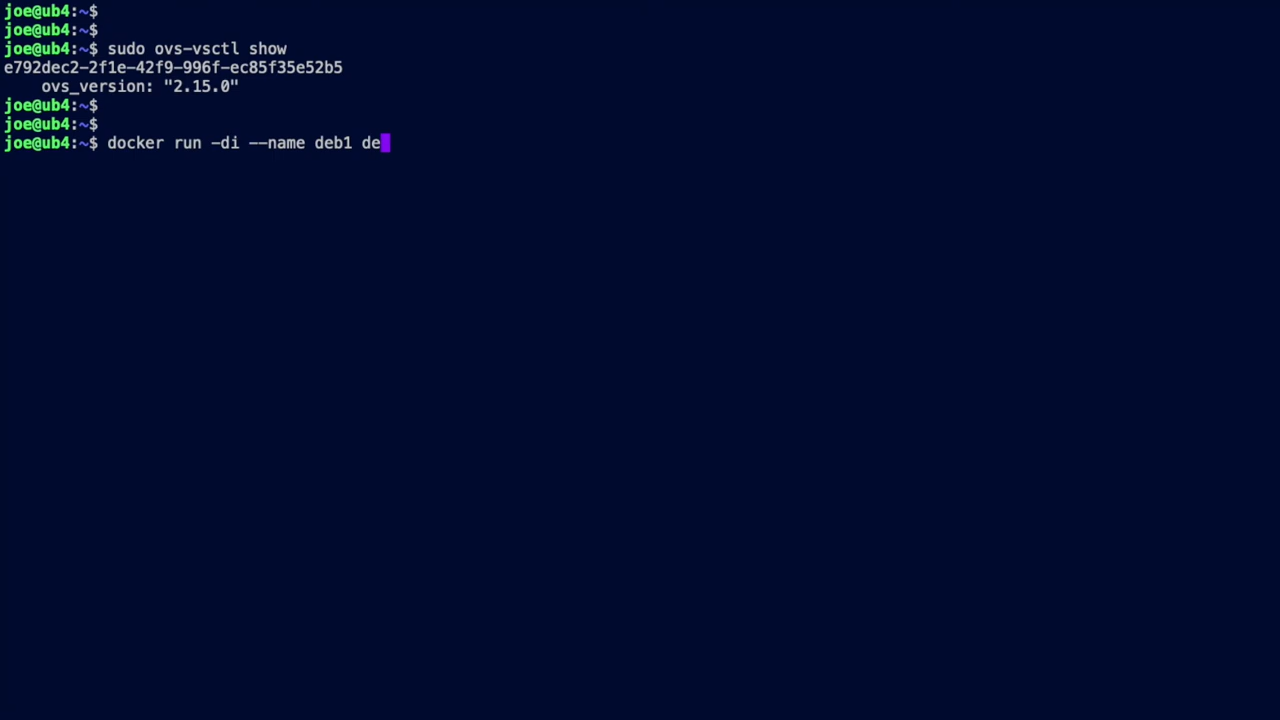 joe@ub4:~$
joe@ub4:~$
joe@ub4:~$ sudo ovs-vsctl show
e792dec2-2f1e-42f9-996f-ec85f35e52b5
    ovs_version: "2.15.0"
joe@ub4:~$
joe@ub4:~$
joe@ub4:~$ docker run -di --name deb1 de